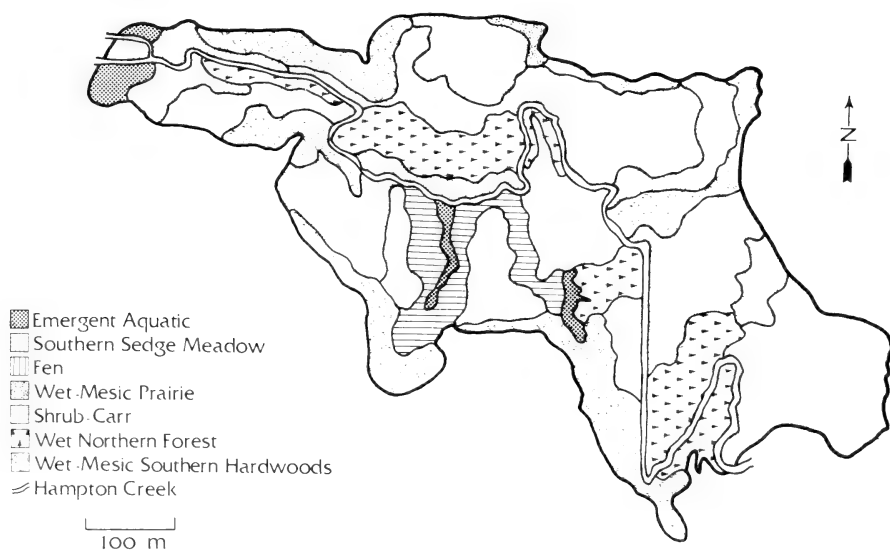 N
Emergent Aquatic
Southern Sedge Meadow
Fen
Wet-Mesic Prairie
Shrub-Carr
Wet Northern Forest
Wet-Mesic Southern Hardwoods
Hampton Creek
100 m